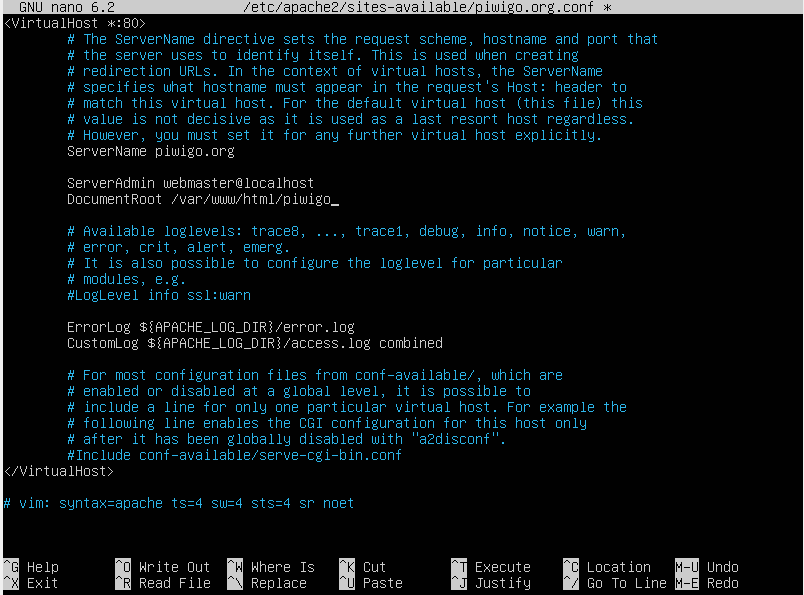 GNU nano 6.2 /etc/apache2/sites-available/piwigo.org.conf *
<VirtualHost *:80>
# The ServerName directive sets the request scheme, hostname and port that
# the server uses to identify itself. This is used when creating
# redirection URLs. In the context of virtual hosts, the ServerName
# specifies what hostname must appear in the request's Host: header to
# match this virtual host. For the default virtual host (this file) this
# value is not decisive as it is used as a last resort host regardless.
# However, you must set it for any further virtual host explicitly.
ServerName piwigo.org
ServerAdmin webmaster@localhost
DocumentRoot /var/www/html/piwigo_
# Available loglevels: trace8, ..., trace1, debug, info, notice, warn,
# error, crit, alert, emerg.
# It is also possible to configure the loglevel for particular
# modules, e.g.
#LogLevel info ssl:warn
ErrorLog ${APACHE_LOG_DIR}/error.log
CustomLog ${APACHE_LOG_DIR}/access.log combined
# For most configuration files from conf-available/, which are
# enabled or disabled at a global level, it is possible to
# include a line for only one particular virtual host. For example the
# following line enables the CGI configuration for this host only
# after it has been globally disabled with "a2disconf".
#Include conf-available/serve-cgi-bin.conf
</VirtualHost>
# vim: syntax=apache ts=4 sw=4 sts=4 sr noet
^G Help ^O Write Out ^W Where Is ^K Cut ^T Execute ^C Location M-U Undo
^X Exit ^R Read File ^\ Replace ^U Paste ^J Justify ^/ Go To Line M-E Redo